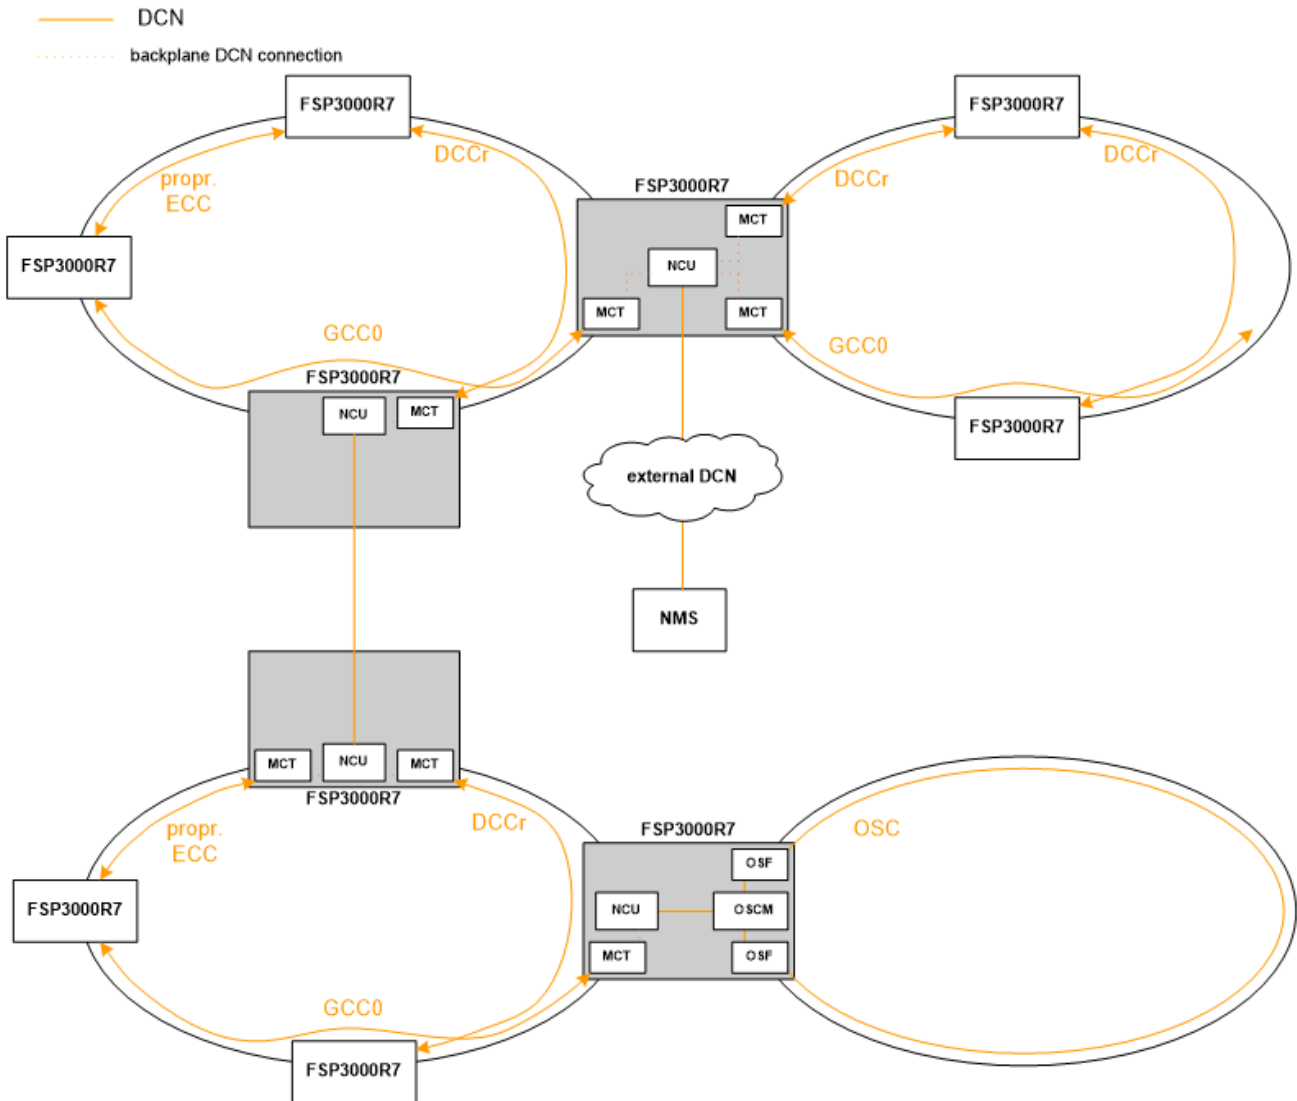 DCN
backplane DCN connection
FSP3000R7
FSP3000R7
DCCr
DCCr
propr.
ECC
DCCr
FSP3000R7
MCT
FSP3000R7
NCU
MCT
MCT
GCC0
GCC0
FSP3000R7
NCU
MCT
FSP3000R7
external DCN
NMS
MCT
NCU
MCT
FSP3000R7
propr.
ECC
DCCr
FSP3000R7
OSC
OSF
FSP3000R7
NCU
OSCM
MCT
OSF
GCC0
FSP3000R7